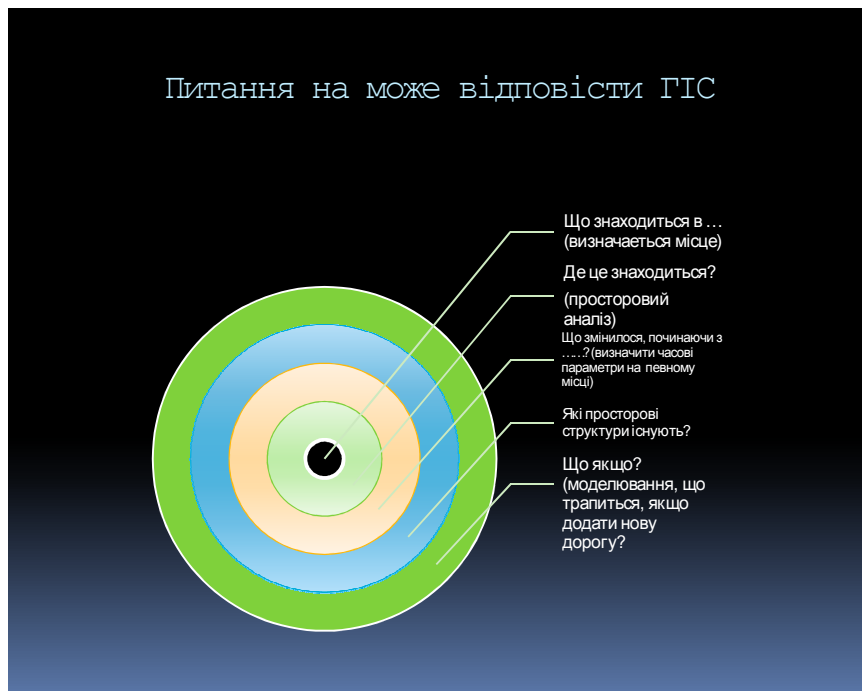 Питання на може відповісти ГІС
Що знаходиться в …
(визначаеться місце)
Де це знаходиться?
(просторовий
аналіз)
Що змінилося, починаючи з
……? (визначити часові
параметри на певному
місці)
Які просторові
структури існують?
Що якщо?
(моделювання, що
трапиться, якщо
додати нову
дорогу?